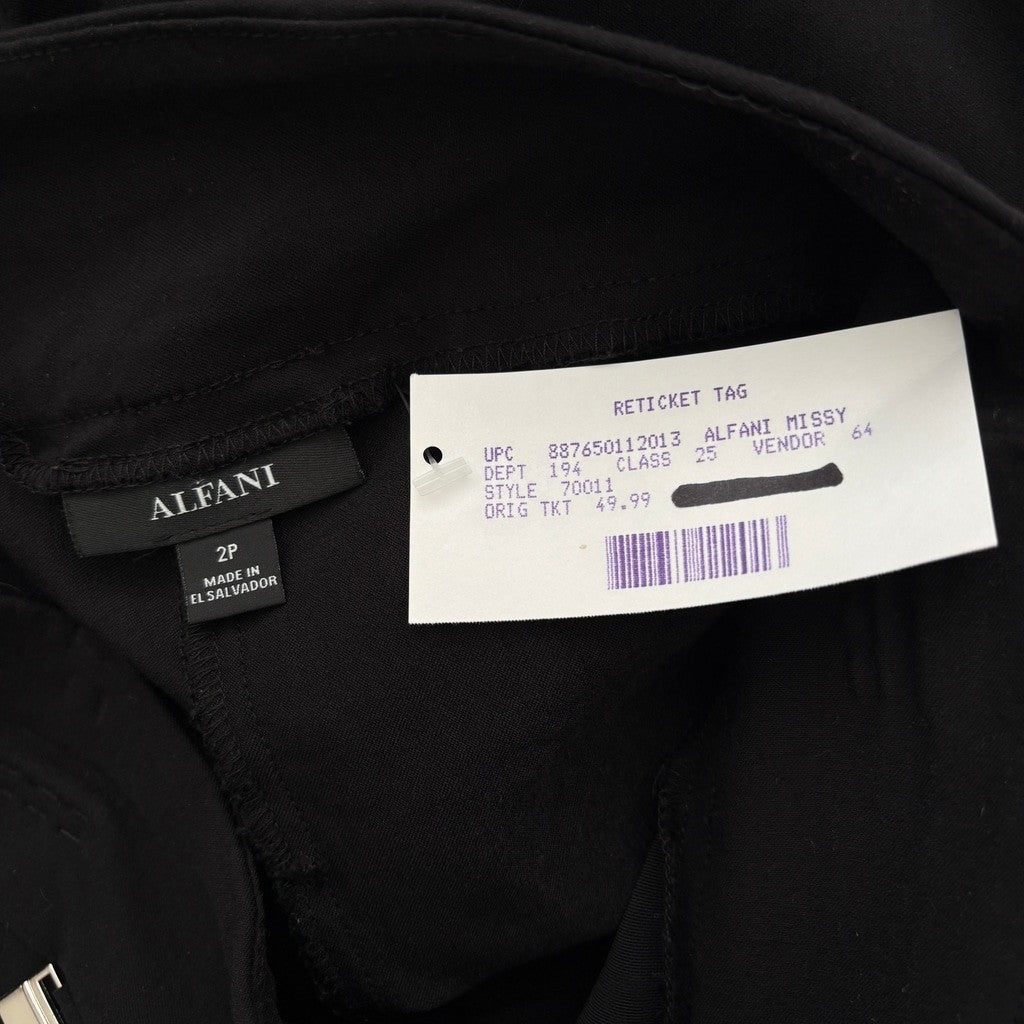 RETICKET TAG
UPC 887650112013 ALFANI MISSY
DEPT 194 CLASS 25 VENDOR 64
STYLE 70011
ORIG TKT 49.99
ALFANI
2P
MADE IN
EL SALVADOR